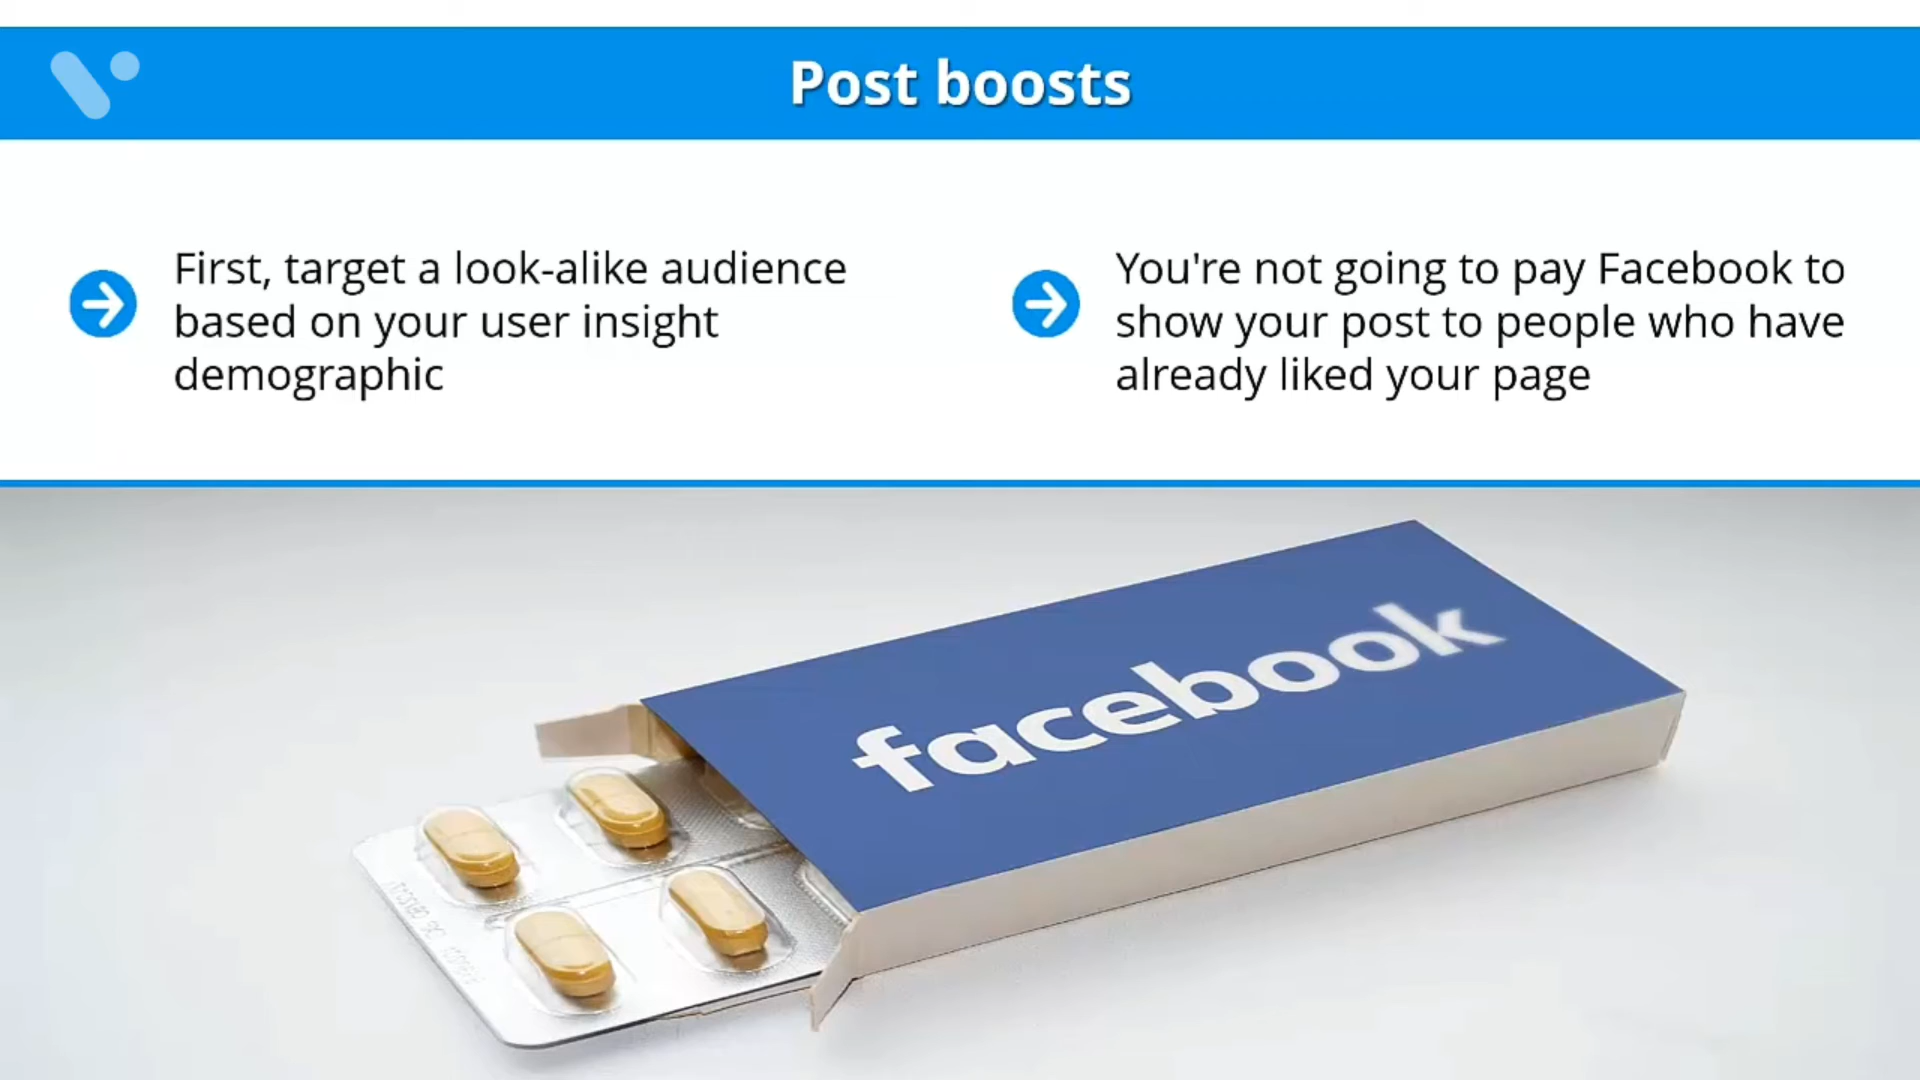 Post boosts
First, target a look-alike audience
based on your user insight
demographic
You're not going to pay Facebook to
show your post to people who have
already liked your page
facebook